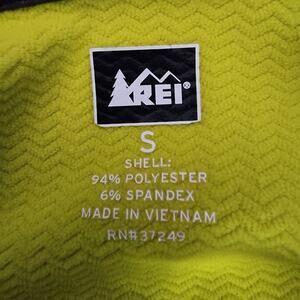 REI®
S
SHELL:
94% POLYESTER
6% SPANDEX
MADE IN VIETNAM
RN#37249